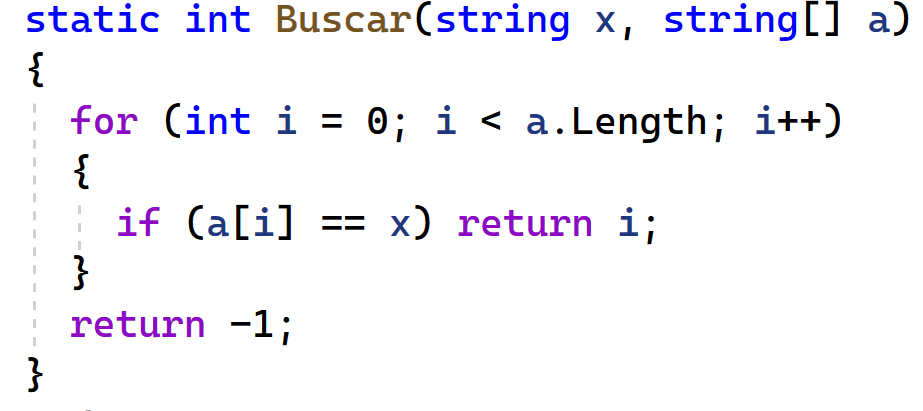 static int Buscar(string x, string[] a)
{
for (int i = 0; i < a.Length; i++)
{
if (a[i] == x) return i;
}
return -1;
}